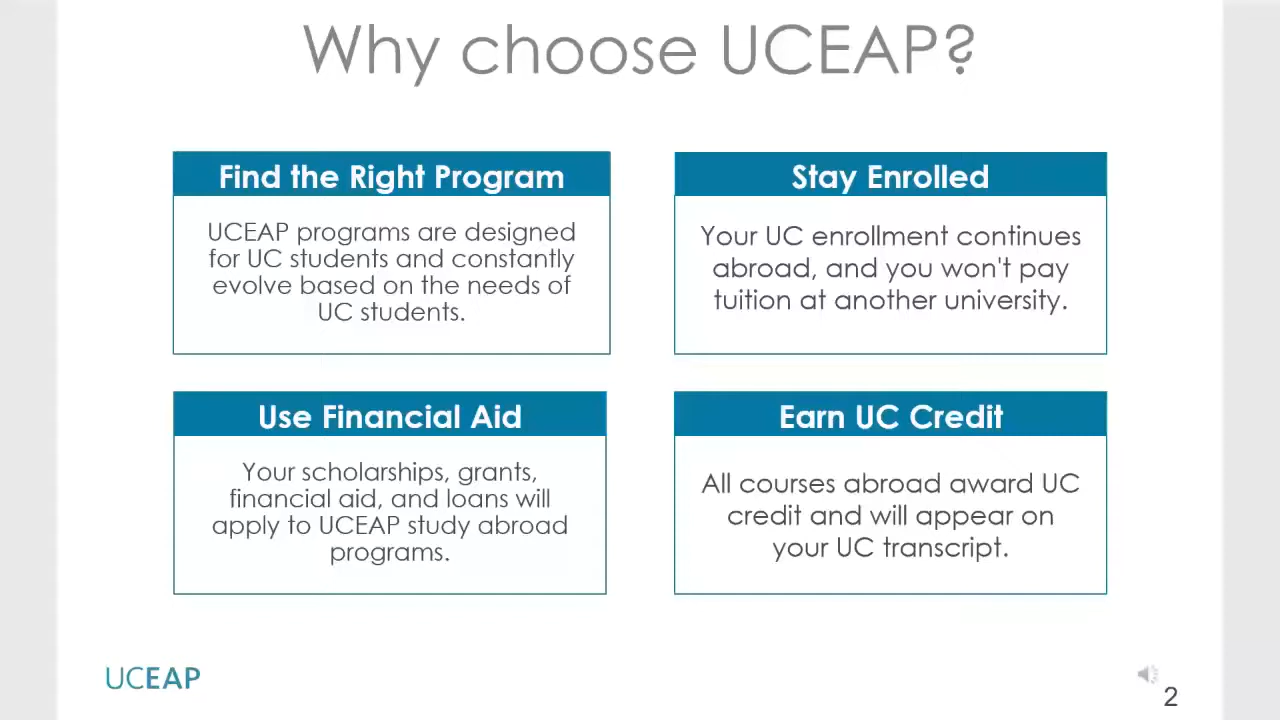 Why choose UCEAP?
Find the Right Program
UCEAP programs are designed
for UC students and constantly
evolve based on the needs of
UC students.
Stay Enrolled
Your UC enrollment continues
abroad, and you won't pay
tuition at another university.
Use Financial Aid
Your scholarships, grants,
financial aid, and loans will
apply to UCEAP study abroad
programs.
Earn UC Credit
All courses abroad award UC
credit and will appear on
your UC transcript.
UCEAP
2